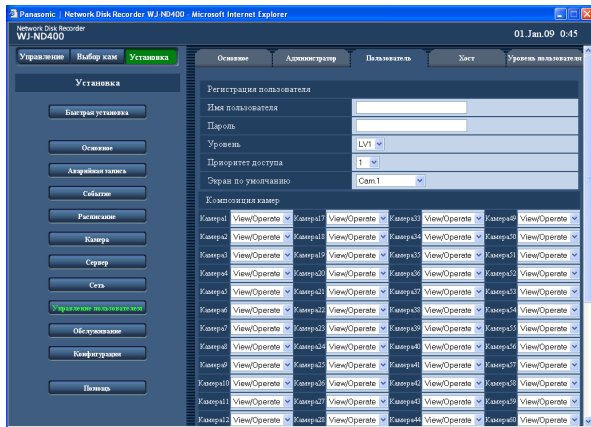 Panasonic | Network Disk Recorder WJ-ND400 - Microsoft Internet Explorer
Network Disk Recorder
WJ-ND400
01.Jan.09 0:45
Управление Выбор кам Установка
Основное Администратор Пользователь Хост Уровень пользователя
Установка
Быстрая установка
Основное
Аварийная запись
Событие
Расписание
Камера
Сервер
Сеть
Управление пользователем
Обслуживание
Конфигурация
Помощь
Регистрация пользователя
Имя пользователя
Пароль
Уровень LV1
Приоритет доступа 1
Экран по умолчанию Cam.1
Композиция камер
Камера1 View/Operate Камера17 View/Operate Камера33 View/Operate Камера49 View/Operate
Камера2 View/Operate Камера18 View/Operate Камера34 View/Operate Камера50 View/Operate
Камера3 View/Operate Камера19 View/Operate Камера35 View/Operate Камера51 View/Operate
Камера4 View/Operate Камера20 View/Operate Камера36 View/Operate Камера52 View/Operate
Камера5 View/Operate Камера21 View/Operate Камера37 View/Operate Камера53 View/Operate
Камера6 View/Operate Камера22 View/Operate Камера38 View/Operate Камера54 View/Operate
Камера7 View/Operate Камера23 View/Operate Камера39 View/Operate Камера55 View/Operate
Камера8 View/Operate Камера24 View/Operate Камера40 View/Operate Камера56 View/Operate
Камера9 View/Operate Камера25 View/Operate Камера41 View/Operate Камера57 View/Operate
Камера10 View/Operate Камера26 View/Operate Камера42 View/Operate Камера58 View/Operate
Камера11 View/Operate Камера27 View/Operate Камера43 View/Operate Камера59 View/Operate
Камера12 View/Operate Камера28 View/Operate Камера44 View/Operate Камера60 View/Operate